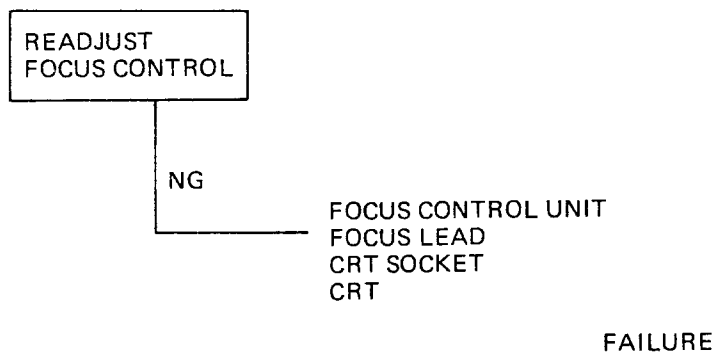 READJUST
FOCUS CONTROL
NG
FOCUS CONTROL UNIT
FOCUS LEAD
CRT SOCKET
CRT
FAILURE